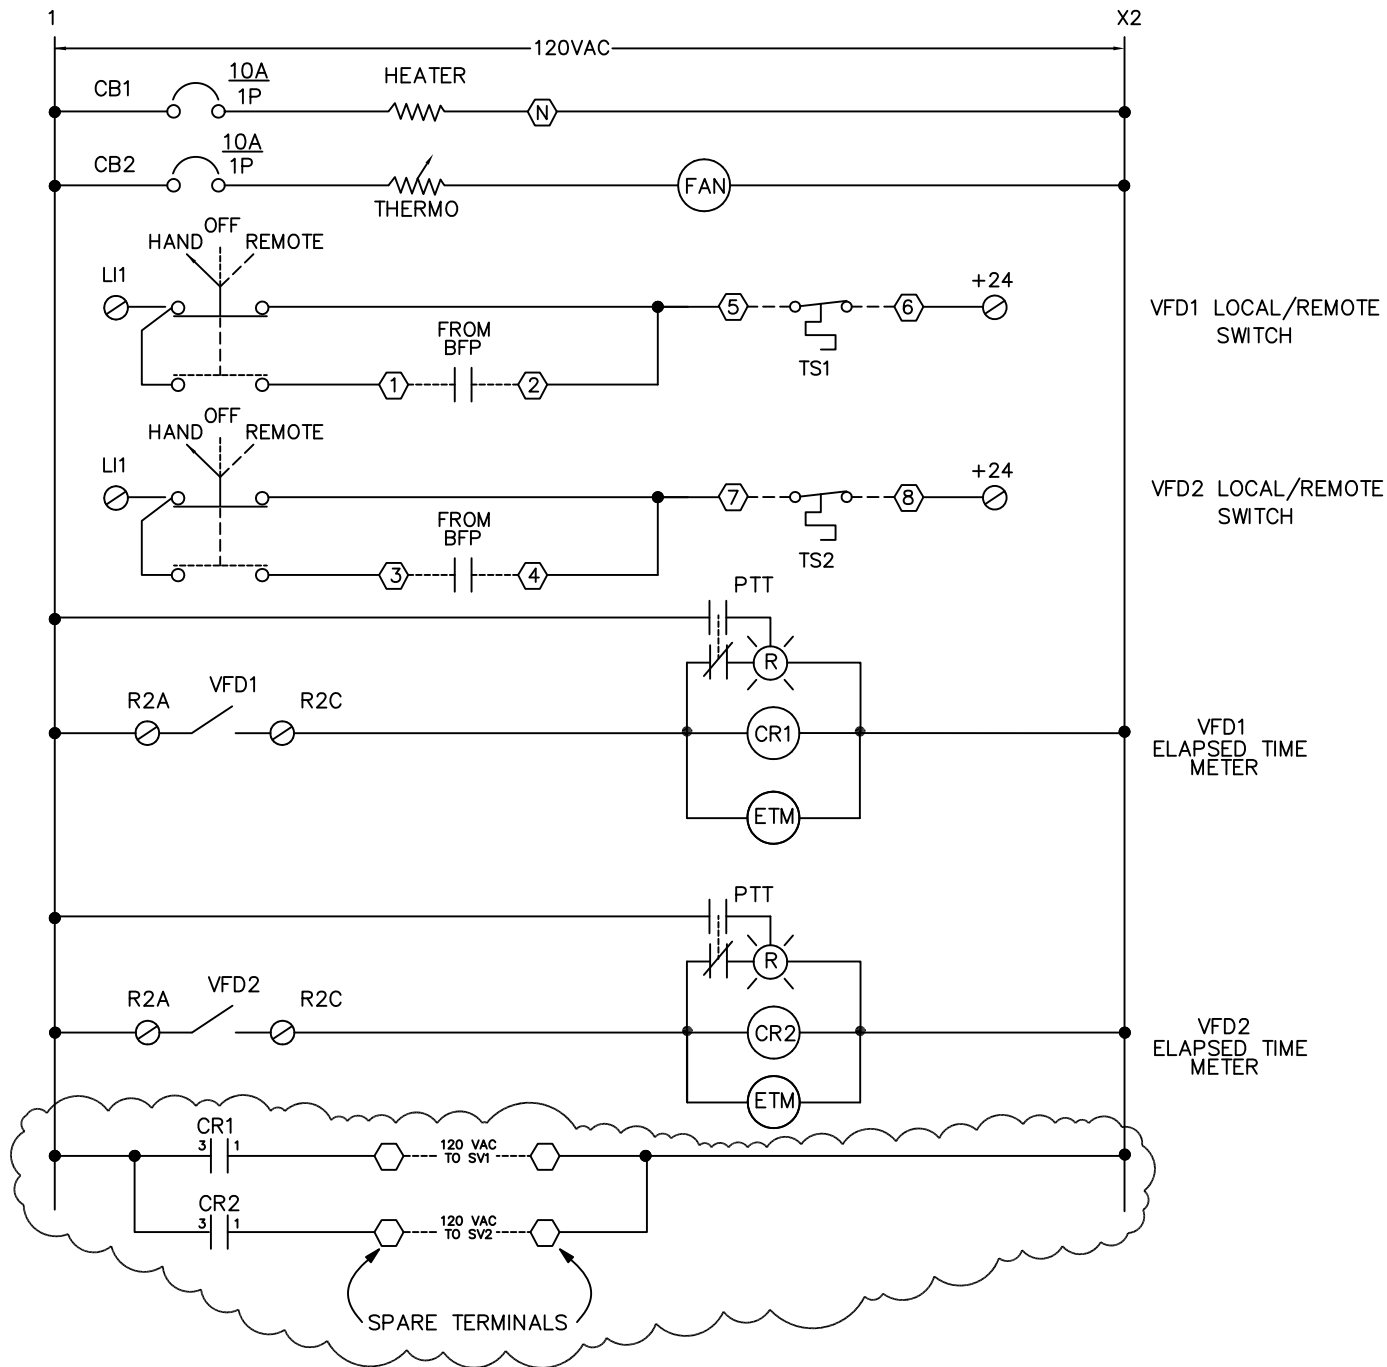 1
X2
120VAC
CB1
10A
1P
HEATER
N
CB2
10A
1P
THERMO
FAN
OFF
HAND
REMOTE
LI1
5
6
+24
TS1
FROM
BFP
1
2
VFD1 LOCAL/REMOTE
SWITCH
OFF
HAND
REMOTE
LI1
7
8
+24
TS2
FROM
BFP
3
4
VFD2 LOCAL/REMOTE
SWITCH
PTT
R
R2A
VFD1
R2C
CR1
ETM
VFD1
ELAPSED TIME
METER
PTT
R
R2A
VFD2
R2C
CR2
ETM
VFD2
ELAPSED TIME
METER
CR1
3
1
120 VAC
TO SV1
CR2
3
1
120 VAC
TO SV2
SPARE TERMINALS